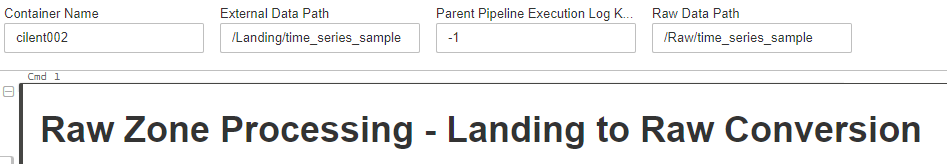 Container Name External Data Path Parent Pipeline Execution Log K... Raw Data Path
cilent002 /Landing/time_series_sample -1 /Raw/time_series_sample
Cmd 1
Raw Zone Processing - Landing to Raw Conversion